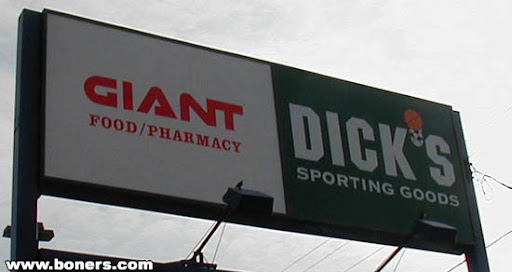 GIANT
FOOD/PHARMACY
DICK'S
SPORTING GOODS
www.boners.com